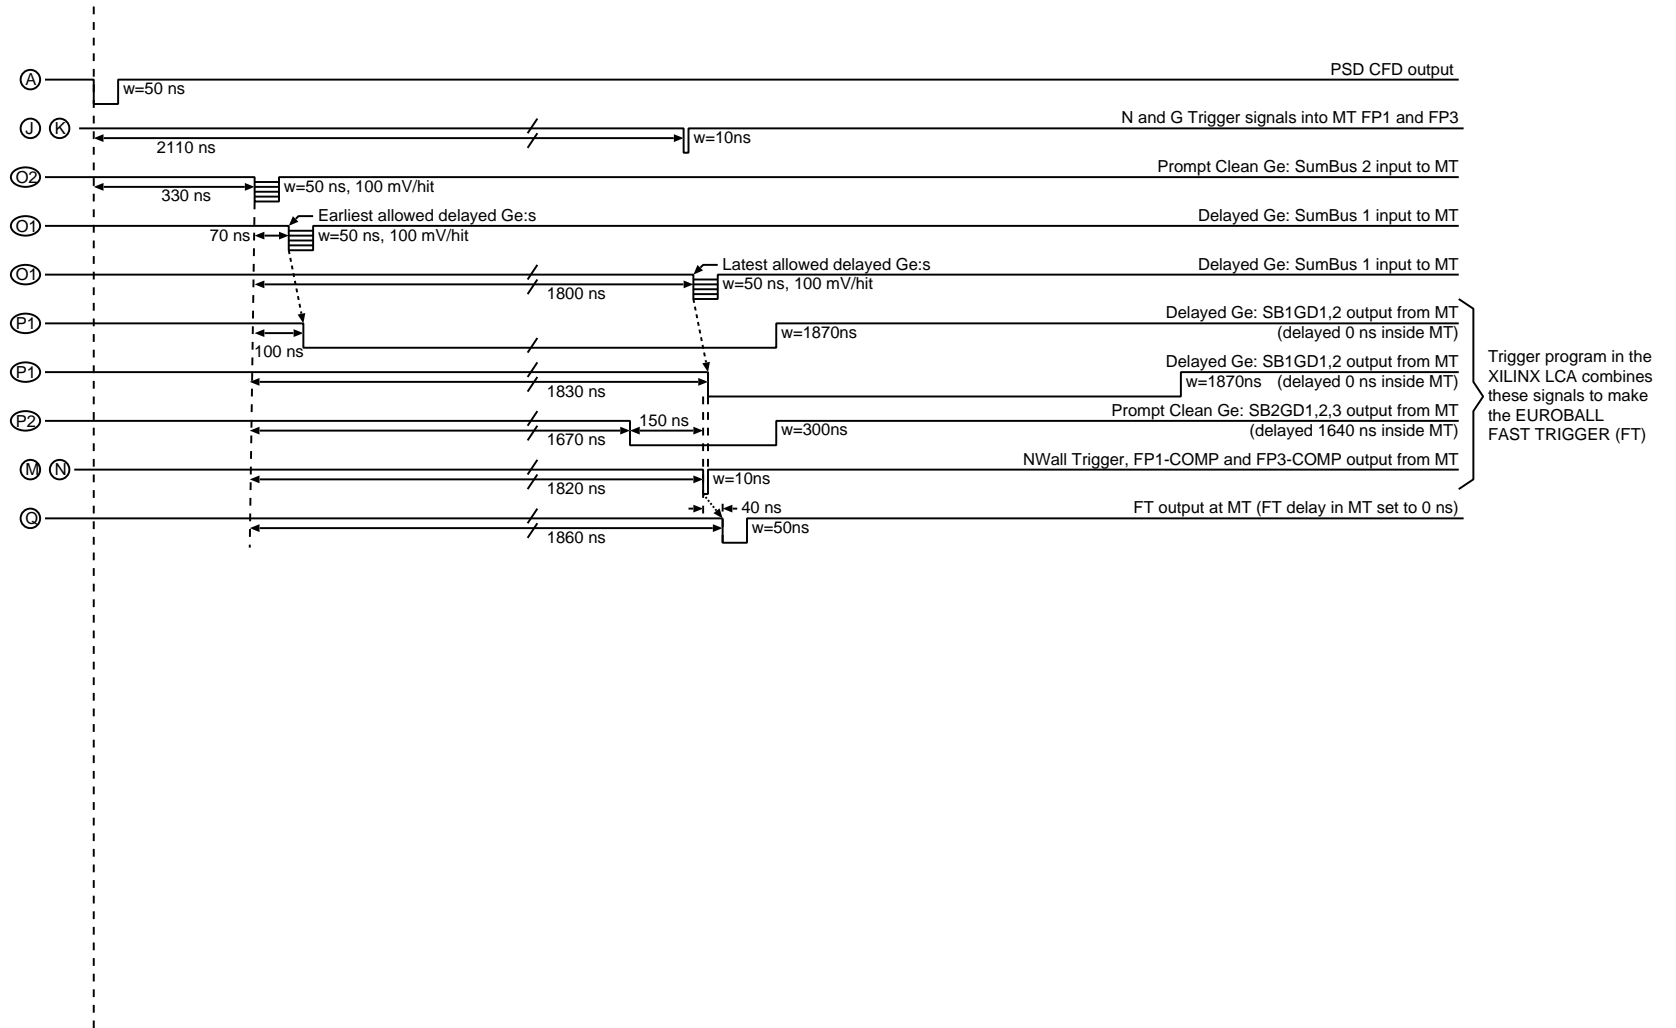 A
PSD CFD output
w=50 ns
J K
N and G Trigger signals into MT FP1 and FP3
w=10ns
2110 ns
O2
Prompt Clean Ge: SumBus 2 input to MT
w=50 ns, 100 mV/hit
330 ns
O1
Earliest allowed delayed Ge:s
Delayed Ge: SumBus 1 input to MT
70 ns
w=50 ns, 100 mV/hit
O1
Latest allowed delayed Ge:s
Delayed Ge: SumBus 1 input to MT
w=50 ns, 100 mV/hit
1800 ns
P1
Delayed Ge: SB1GD1,2 output from MT
w=1870ns
(delayed 0 ns inside MT)
100 ns
P1
Delayed Ge: SB1GD1,2 output from MT
w=1870ns (delayed 0 ns inside MT)
1830 ns
P2
Prompt Clean Ge: SB2GD1,2,3 output from MT
150 ns
w=300ns
(delayed 1640 ns inside MT)
1670 ns
M N
NWall Trigger, FP1-COMP and FP3-COMP output from MT
w=10ns
1820 ns
40 ns
Q
FT output at MT (FT delay in MT set to 0 ns)
w=50ns
1860 ns
Trigger program in the
XILINX LCA combines
these signals to make
the EUROBALL
FAST TRIGGER (FT)